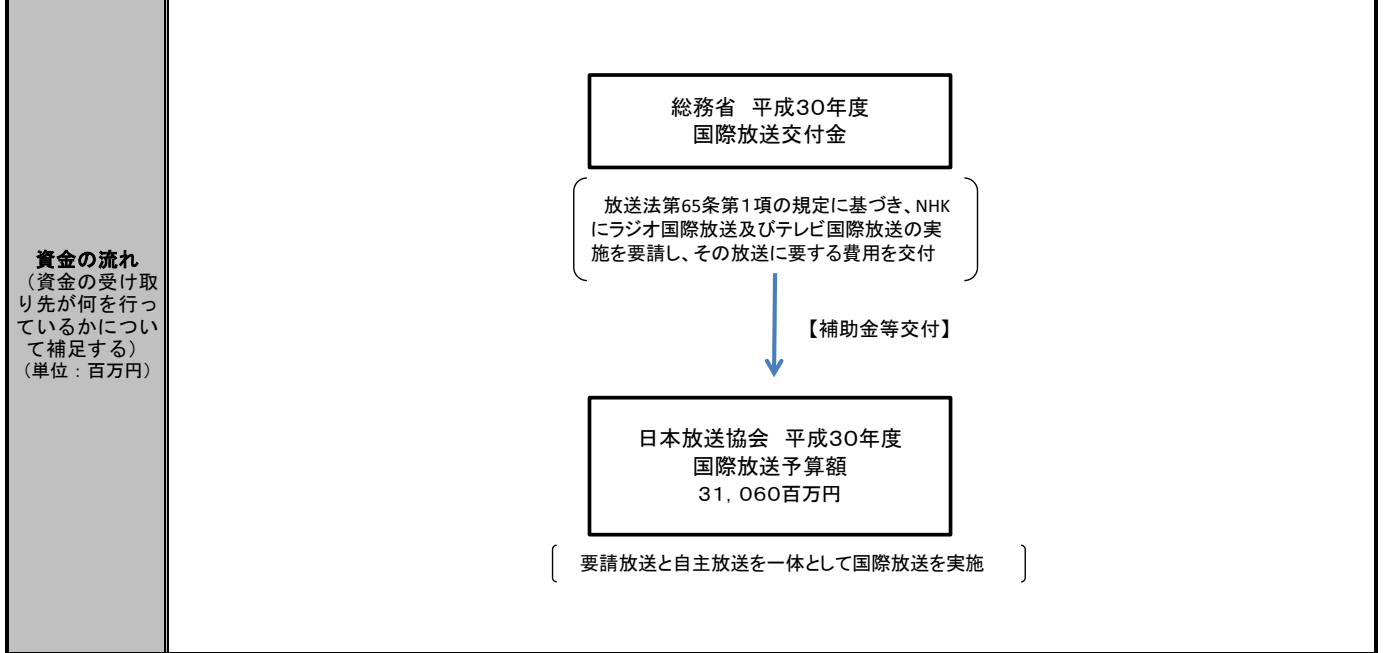 資金の流れ
（資金の受け取
り先が何を行っ
ているかについ
て補足する）
（単位：百万円）
総務省　平成３０年度
国際放送交付金
放送法第65条第１項の規定に基づき、NHK
にラジオ国際放送及びテレビ国際放送の実
施を要請し、その放送に要する費用を交付
【補助金等交付】
日本放送協会　平成３０年度
国際放送予算額
３１，０６０百万円
要請放送と自主放送を一体として国際放送を実施